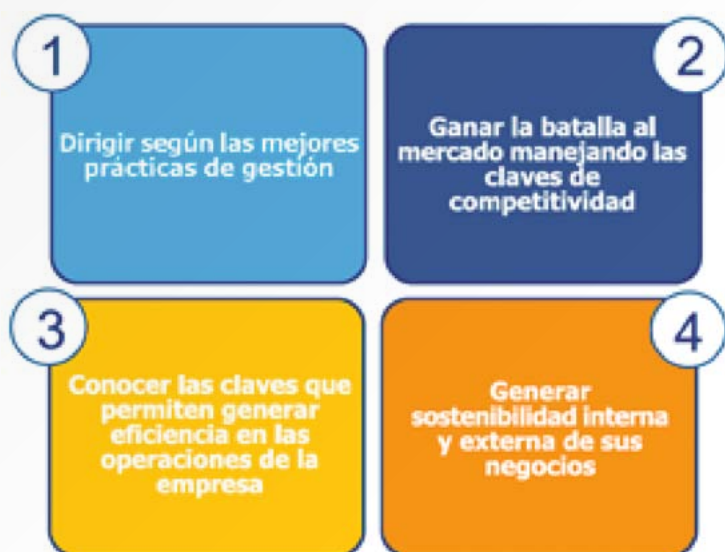 1
Dirigir según las mejores
prácticas de gestión
2
Ganar la batalla al
mercado manejando las
claves de
competitividad
3
Conocer las claves que
permiten generar
eficiencia en las
operaciones de la
empresa
4
Generar
sostenibilidad interna
y externa de sus
negocios